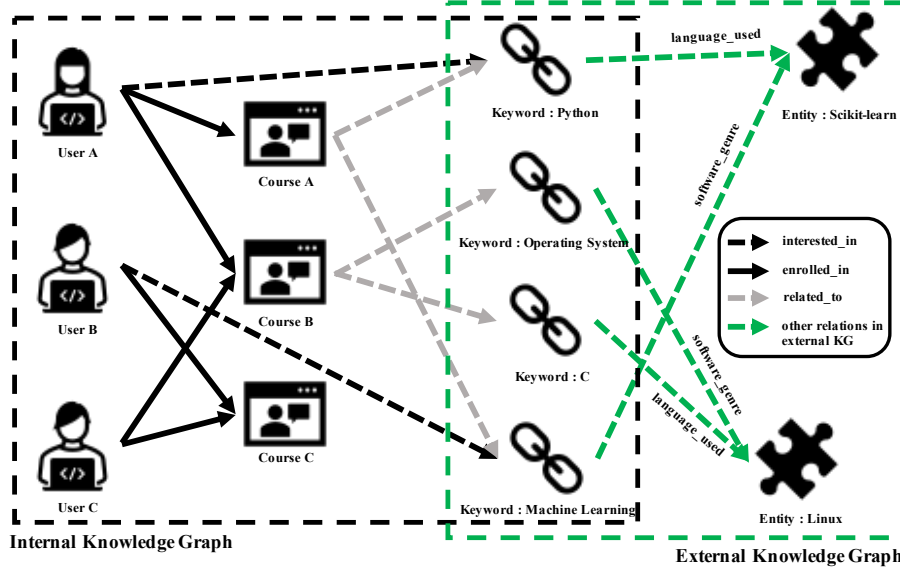 language_used
Keyword : Python
Entity : Scikit-learn
User A
Course A
software_genre
Keyword : Operating System
interested_in
enrolled_in
related_to
other relations in
external KG
User B
Course B
Keyword : C
software_genre
language_used
Course C
User C
Keyword : Machine Learning
Entity : Linux
Internal Knowledge Graph
External Knowledge Graph